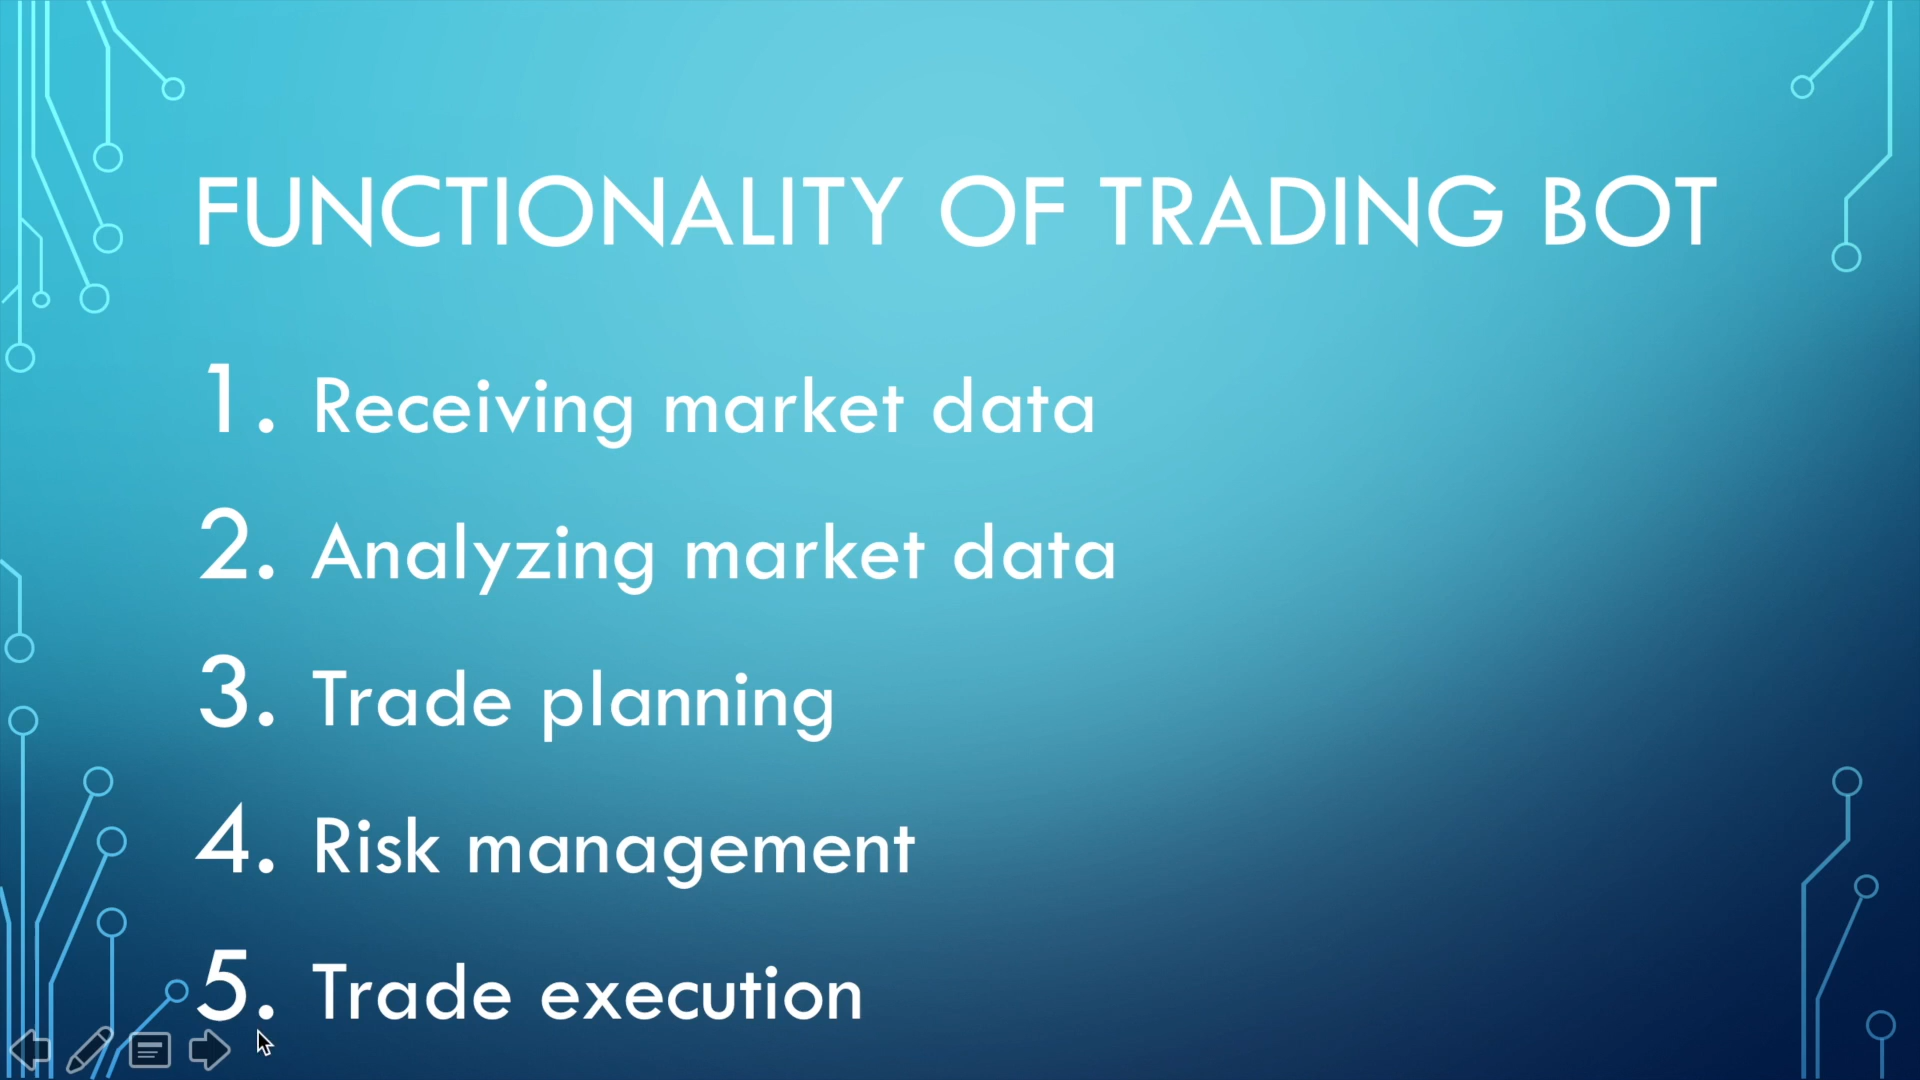 FUNCTIONALITY OF TRADING BOT
1. Receiving market data
2. Analyzing market data
3. Trade planning
4. Risk management
5. Trade execution